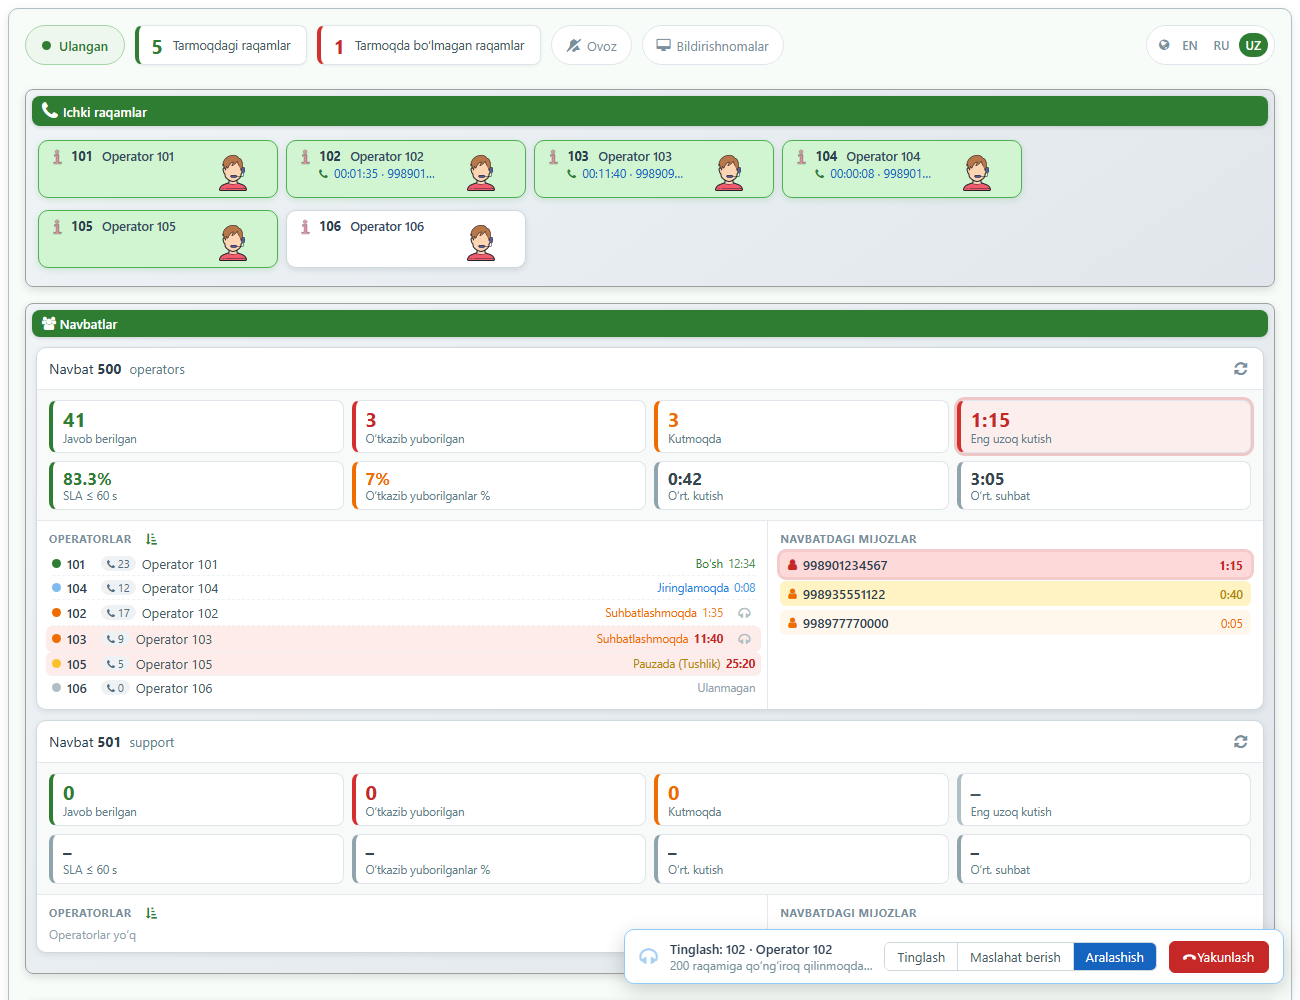 Ulangan
5 Tarmoqdagi raqamlar
1 Tarmoqda bo'lmagan raqamlar
Ovoz
Bildirishnomalar
EN RU UZ
Ichki raqamlar
101 Operator 101
102 Operator 102
00:01:35 · 998901...
103 Operator 103
00:11:40 · 998909...
104 Operator 104
00:00:08 · 998901...
105 Operator 105
106 Operator 106
Navbatlar
Navbat 500 operators
41
Javob berilgan
3
O'tkazib yuborilgan
3
Kutmoqda
1:15
Eng uzoq kutish
83.3%
SLA ≤ 60 s
7%
O'tkazib yuborilganlar %
0:42
O'rt. kutish
3:05
O'rt. suhbat
OPERATORLAR
101 23 Operator 101 Bo'sh 12:34
104 12 Operator 104 Jiringlamoqda 0:08
102 17 Operator 102 Suhbatlashmoqda 1:35
103 9 Operator 103 Suhbatlashmoqda 11:40
105 5 Operator 105 Pauzada (Tushlik) 25:20
106 0 Operator 106 Ulanmagan
NAVBATDAGI MIJOZLAR
998901234567 1:15
998935551122 0:40
998977770000 0:05
Navbat 501 support
0
Javob berilgan
0
O'tkazib yuborilgan
0
Kutmoqda
–
Eng uzoq kutish
–
SLA ≤ 60 s
–
O'tkazib yuborilganlar %
–
O'rt. kutish
–
O'rt. suhbat
OPERATORLAR
Operatorlar yo'q
NAVBATDAGI MIJOZLAR
Tinglash: 102 · Operator 102
200 raqamiga qo'ng'iroq qilinmoqda...
Tinglash
Maslahat berish
Aralashish
Yakunlash